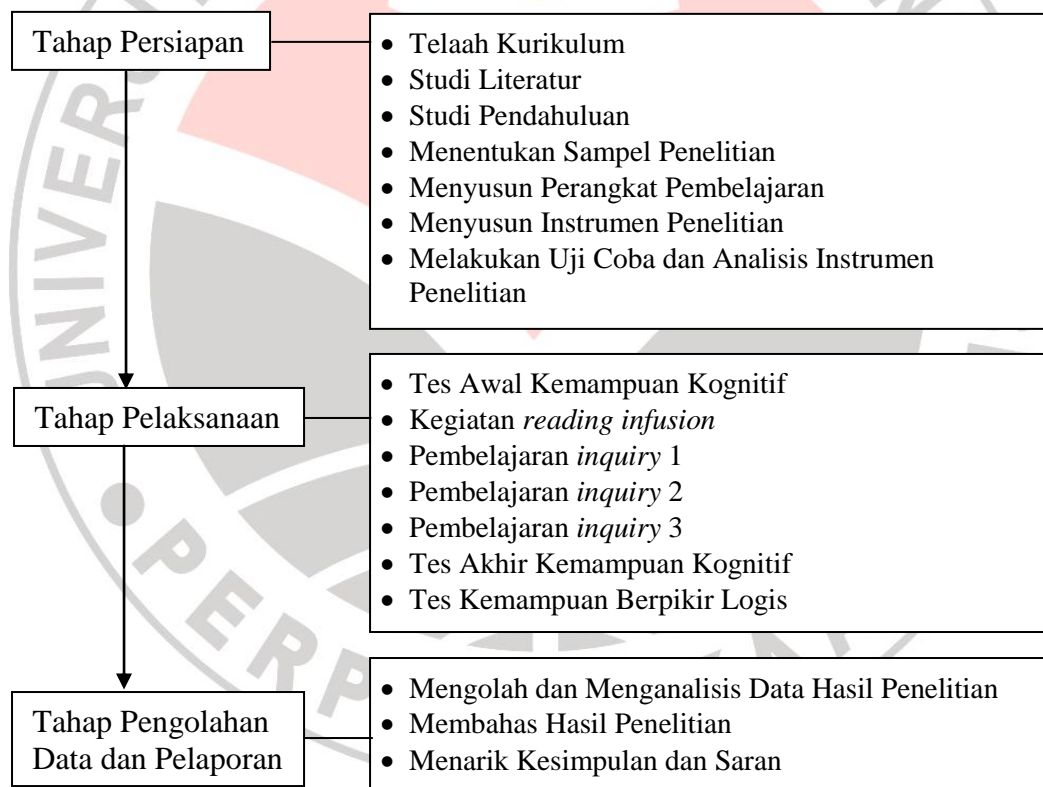 Tahap Persiapan
• Telaah Kurikulum
• Studi Literatur
• Studi Pendahuluan
• Menentukan Sampel Penelitian
• Menyusun Perangkat Pembelajaran
• Menyusun Instrumen Penelitian
• Melakukan Uji Coba dan Analisis Instrumen
Penelitian
Tahap Pelaksanaan
• Tes Awal Kemampuan Kognitif
• Kegiatan reading infusion
• Pembelajaran inquiry 1
• Pembelajaran inquiry 2
• Pembelajaran inquiry 3
• Tes Akhir Kemampuan Kognitif
• Tes Kemampuan Berpikir Logis
Tahap Pengolahan
Data dan Pelaporan
• Mengolah dan Menganalisis Data Hasil Penelitian
• Membahas Hasil Penelitian
• Menarik Kesimpulan dan Saran